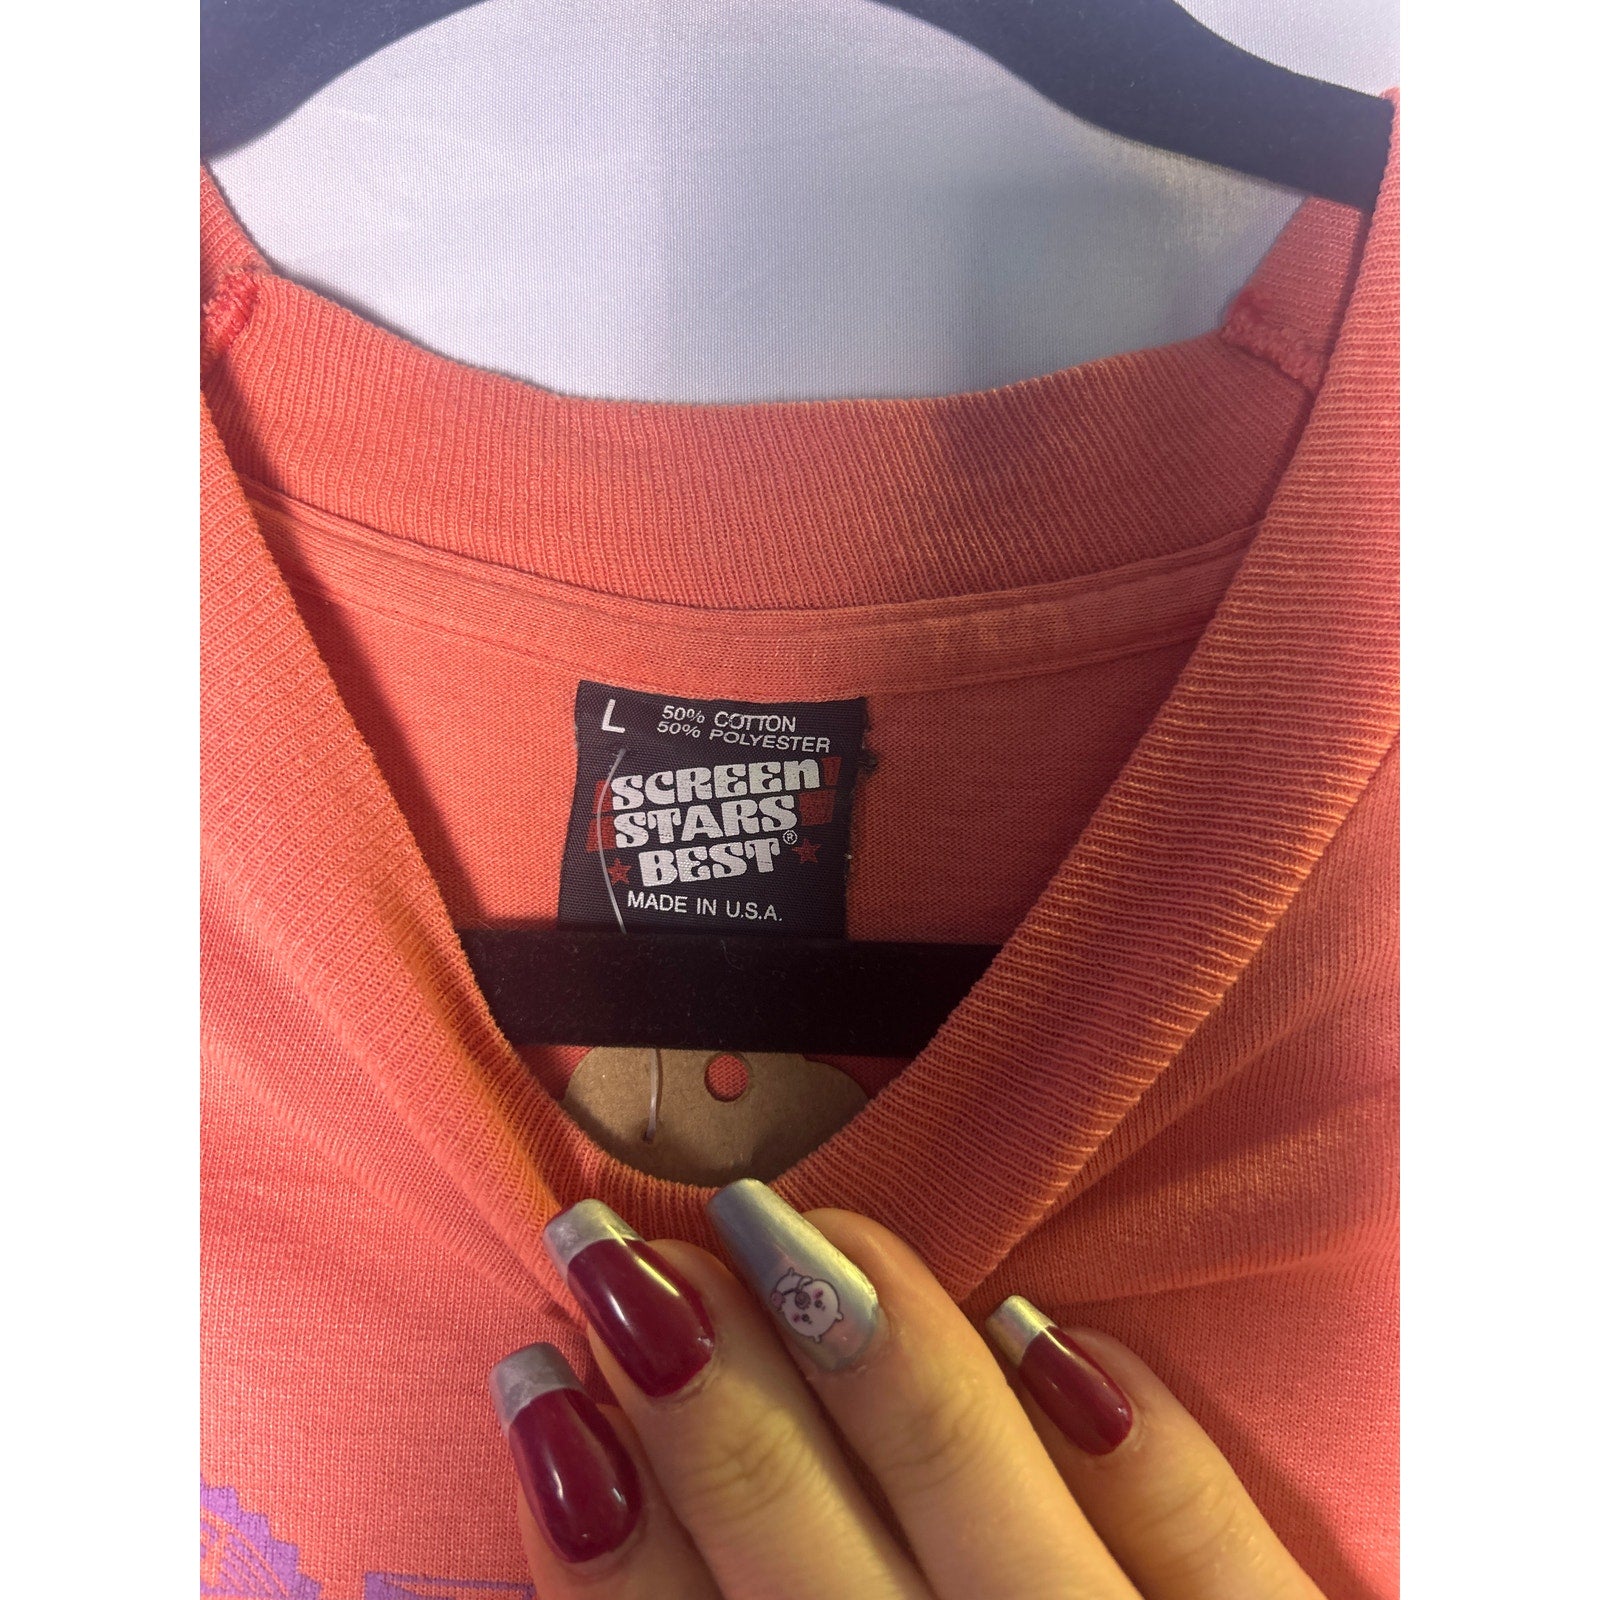 L
50% COTTON
50% POLYESTER
SCREEN
STARS
BEST®
MADE IN U.S.A.